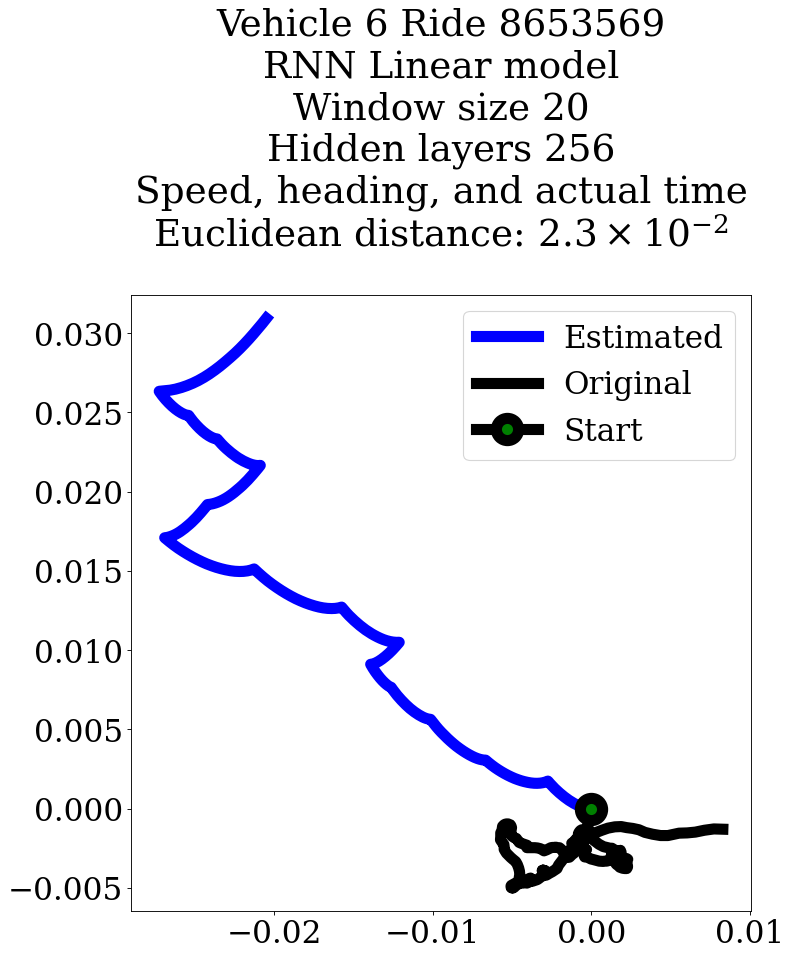 Vehicle 6 Ride 8653569
RNN Linear model
Window size 20
Hidden layers 256
Speed, heading, and actual time
Euclidean distance: 2.3 × 10⁻²
Estimated
Original
Start
0.030
0.025
0.020
0.015
0.010
0.005
0.000
−0.005
−0.02 −0.01 0.00 0.01